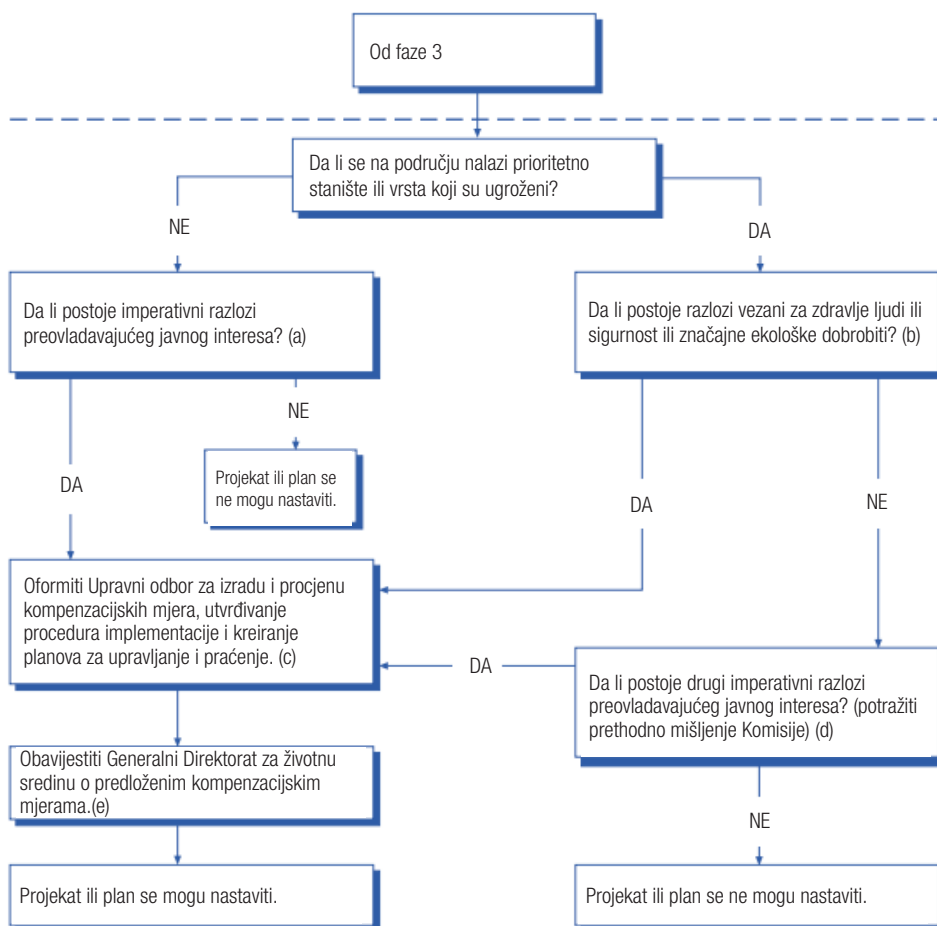 Od faze 3
Da li se na području nalazi prioritetno
stanište ili vrsta koji su ugroženi?
NE
DA
Da li postoje imperativni razlozi
preovladavajućeg javnog interesa? (a)
Da li postoje razlozi vezani za zdravlje ljudi ili
sigurnost ili značajne ekološke dobrobiti? (b)
NE
Projekat ili plan se
ne mogu nastaviti.
DA
DA
NE
Oformiti Upravni odbor za izradu i procjenu
kompenzacijskih mjera, utvrđivanje
procedura implementacije i kreiranje
planova za upravljanje i praćenje. (c)
DA
Da li postoje drugi imperativni razlozi
preovladavajućeg javnog interesa? (potražiti
prethodno mišljenje Komisije) (d)
Obavijestiti Generalni Direktorat za životnu
sredinu o predloženim kompenzacijskim
mjerama.(e)
NE
Projekat ili plan se mogu nastaviti.
Projekat ili plan se ne mogu nastaviti.